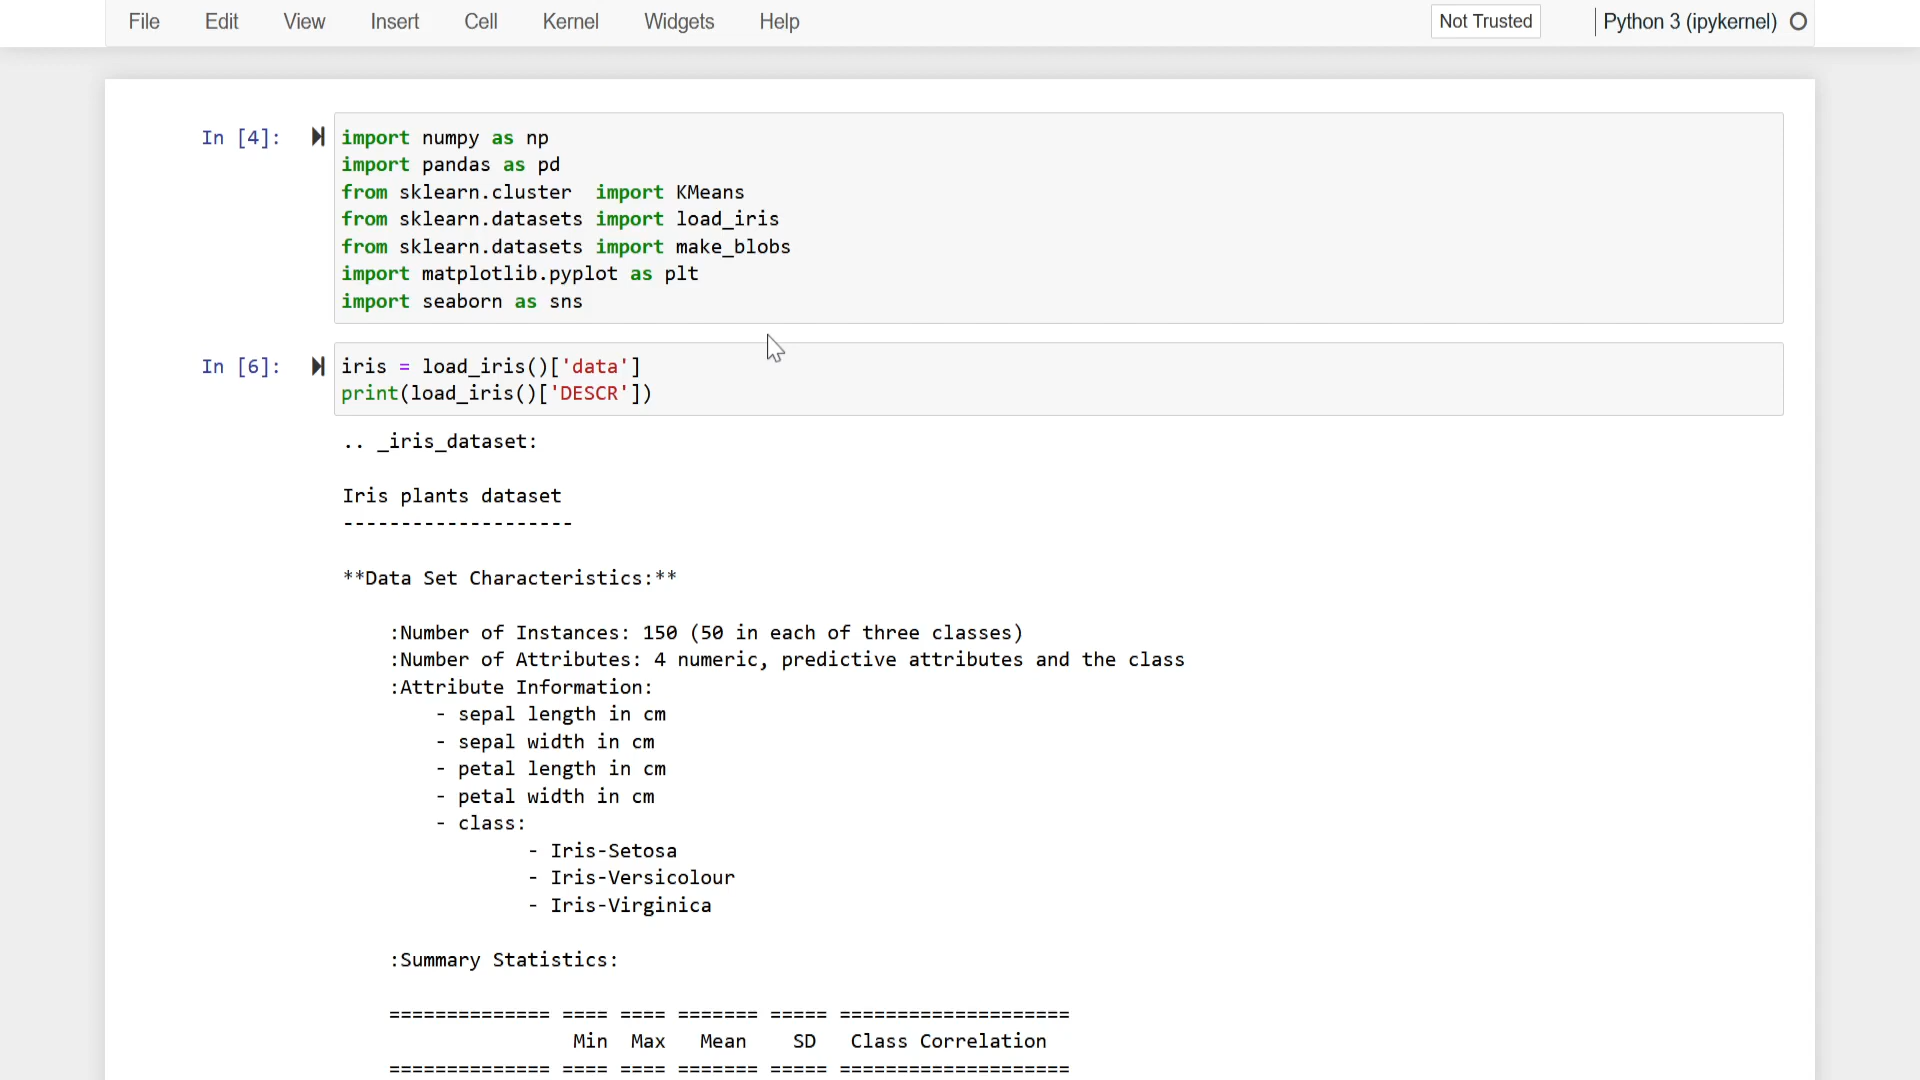 File Edit View Insert Cell Kernel Widgets Help Not Trusted Python 3 (ipykernel)
In [4]: import numpy as np
import pandas as pd
from sklearn.cluster  import KMeans
from sklearn.datasets import load_iris
from sklearn.datasets import make_blobs
import matplotlib.pyplot as plt
import seaborn as sns
In [6]: iris = load_iris()['data']
print(load_iris()['DESCR'])
.. _iris_dataset:
Iris plants dataset
--------------------
**Data Set Characteristics:**
:Number of Instances: 150 (50 in each of three classes)
:Number of Attributes: 4 numeric, predictive attributes and the class
:Attribute Information:
- sepal length in cm
- sepal width in cm
- petal length in cm
- petal width in cm
- class:
- Iris-Setosa
- Iris-Versicolour
- Iris-Virginica
:Summary Statistics:
============== ==== ==== ======= ===== ====================
Min  Max   Mean    SD   Class Correlation
============== ==== ==== ======= ===== ====================